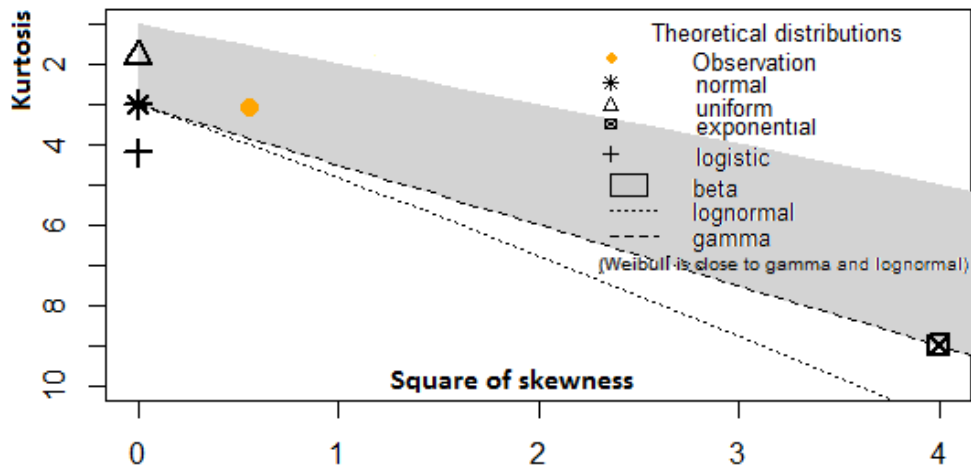 Kurtosis
2
4
6
8
10
Theoretical distributions
Observation
normal
uniform
exponential
logistic
beta
lognormal
gamma
(Weibull is close to gamma and lognormal)
Square of skewness
0 1 2 3 4